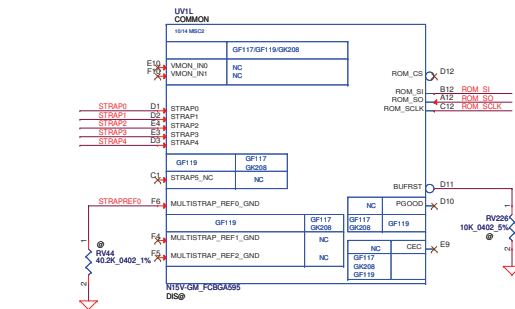 UV1L
COMMON
10/14 MISC2
GF117/GF119/GK208
E10 VMON_IN0 NC
VMON_IN1 NC
ROM_CS D12
ROM_SI B12 ROM_SI
ROM_SO A12 ROM_SO
ROM_SCLK C12 ROM_SCLK
STRAP0 D1 STRAP0
STRAP1 D2 STRAP1
STRAP2 E4 STRAP2
STRAP3 E3 STRAP3
STRAP4 D3 STRAP4
GF119 GF117
GK208
C1 STRAP5_NC NC
BUFRST D11
STRAPREF0 F6 MULTISTRAP_REF0_GND
NC PGOOD D10
GF119 GF117
GK208
GF117
GK208 GF119
F4 MULTISTRAP_REF1_GND NC
F5 MULTISTRAP_REF2_GND NC
NC CEC E9
GF117
GK208
GF119
1
@
RV44
40.2K_0402_1%
2
1
RV226
10K_0402_5%
@
2
N15V-GM_FCBGA595
DIS@